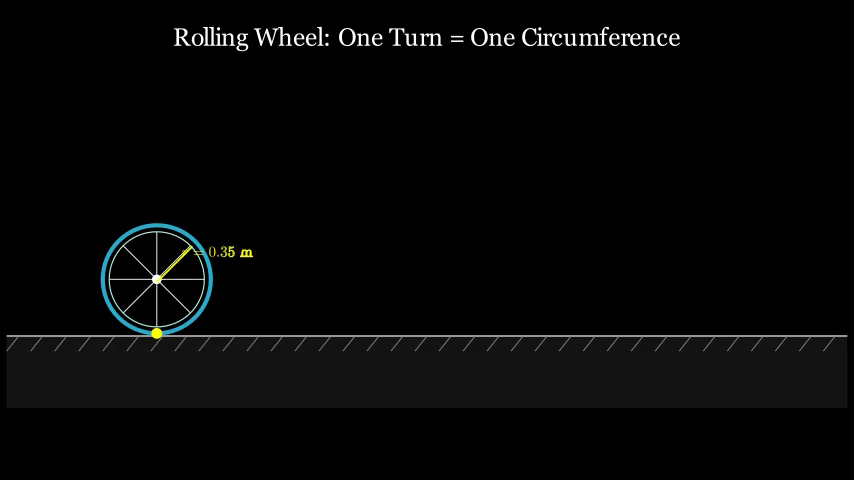 Rolling Wheel: One Turn = One Circumference
= 0.35 m